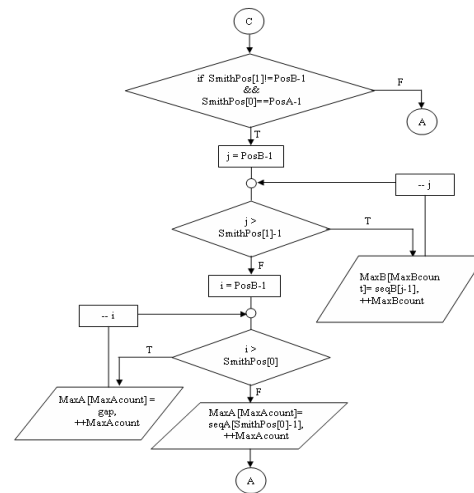 C
if SmithPos[1]!=PosB-1
&&
SmithPos[0]==PosA-1
F
A
T
j = PosB-1
-- j
j >
SmithPos[1]-1
T
F
MaxB[MaxBcoun
t]= seqB[j-1],
++MaxBcount
i = PosB-1
-- i
i >
SmithPos[0]
T
F
MaxA[MaxAcount] =
gap,
++MaxAcount
MaxA[MaxAcount]=
seqA[SmithPos[0]-1],
++MaxAcount
A